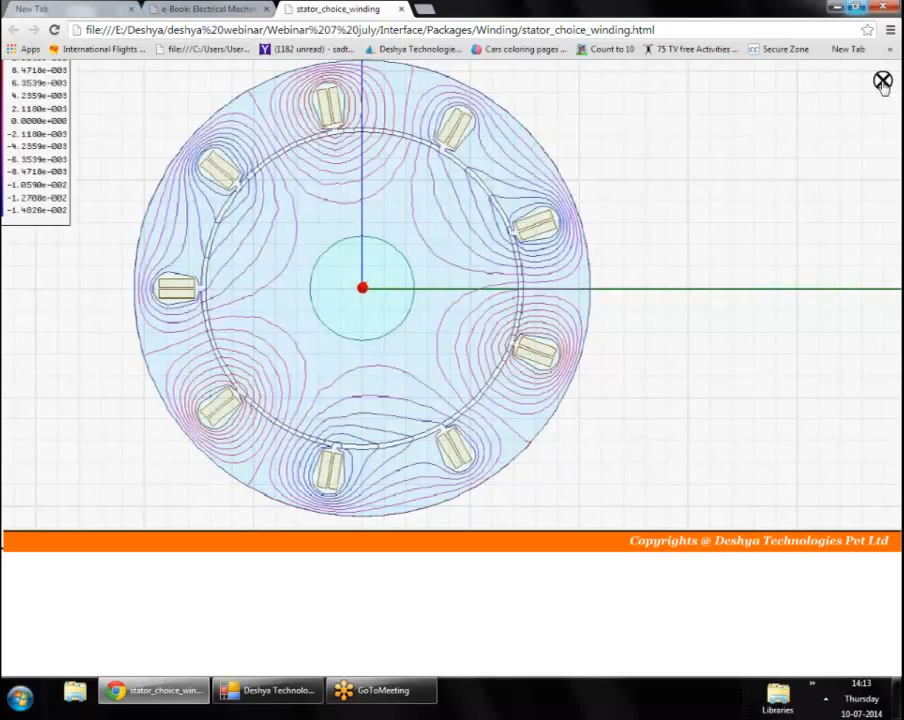 New Tab
e-Book: Electrical Machin
stator_choice_winding
file:///E:/Deshya/deshya%20webinar/Webinar%207%20july/Interface/Packages/Winding/stator_choice_winding.html
Apps
International Flights ...
file:///C:/Users/User...
(1182 unread) - sadt...
Deshya Technologie...
Cars coloring pages ...
Count to 10
75 TV free Activities ...
CC Secure Zone
New Tab
8.4718e-003
6.3539e-003
4.2359e-003
2.1180e-003
0.0000e+000
-2.1180e-003
-4.2359e-003
-6.3539e-003
-8.4718e-003
-1.0590e-002
-1.2708e-002
-1.4826e-002
Copyrights @ Deshya Technologies Pvt Ltd
stator_choice_win...
Deshya Technolo...
GoToMeeting
Libraries
14:13
Thursday
10-07-2014